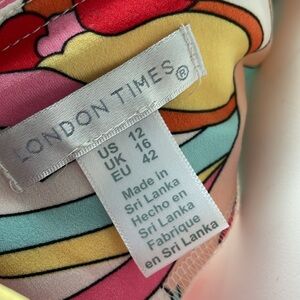 LONDON TIMES®
US 12
UK 16
EU 42
Made in
Sri Lanka
Hecho en
Sri Lanka
Fabrique
en Sri Lanka